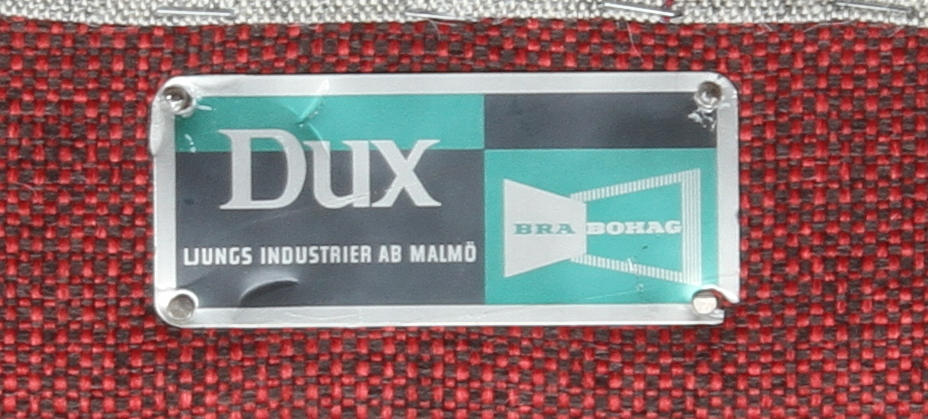 Dux
LJUNGS INDUSTRIER AB MALMÖ
BRA BOHAG